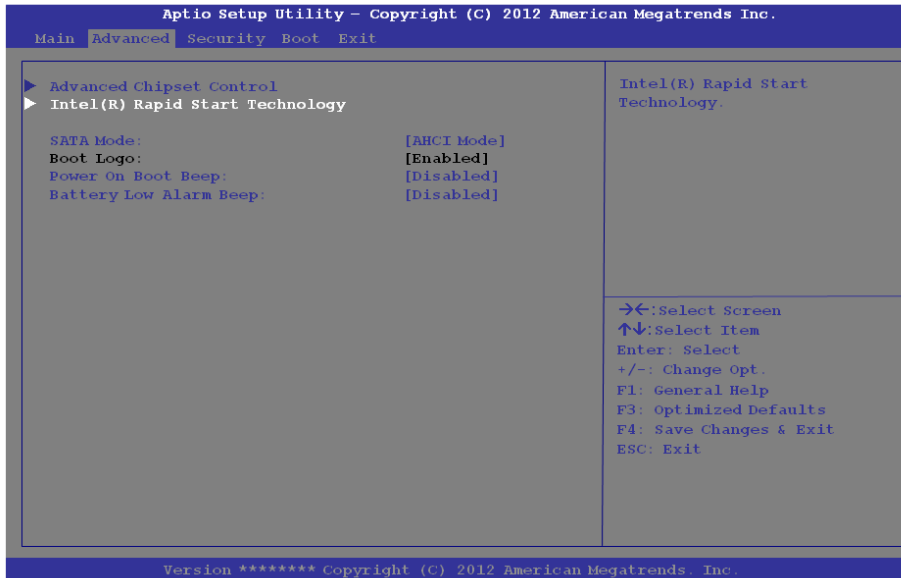 Aptio Setup Utility – Copyright (C) 2012 American Megatrends Inc.
Main Advanced Security Boot Exit
Advanced Chipset Control
Intel(R) Rapid Start Technology
SATA Mode: [AHCI Mode]
Boot Logo: [Enabled]
Power On Boot Beep: [Disabled]
Battery Low Alarm Beep: [Disabled]
Intel(R) Rapid Start
Technology.
→←:Select Screen
↑↓:Select Item
Enter: Select
+/-: Change Opt.
F1: General Help
F3: Optimized Defaults
F4: Save Changes & Exit
ESC: Exit
Version ******** Copyright (C) 2012 American Megatrends. Inc.